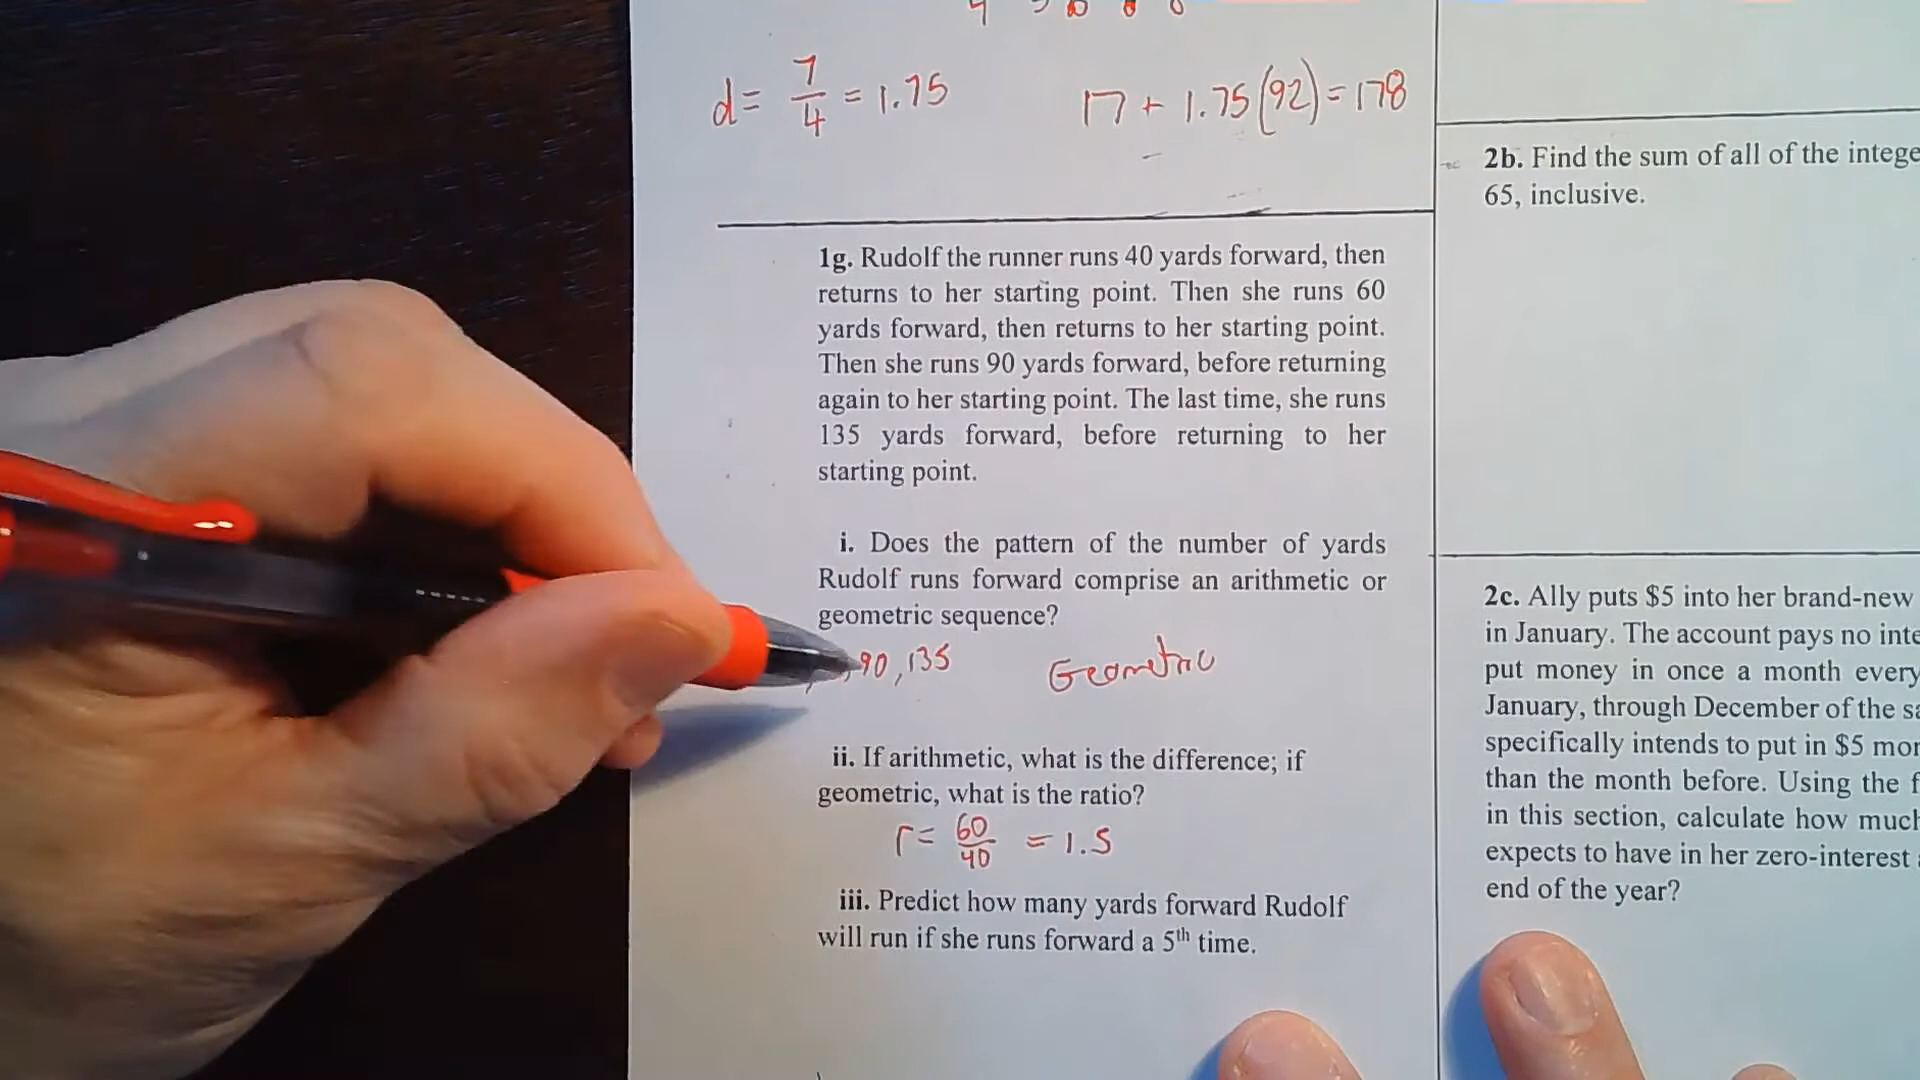 d = 7/4 = 1.75
17 + 1.75(92) = 178
1g. Rudolf the runner runs 40 yards forward, then
returns to her starting point. Then she runs 60
yards forward, then returns to her starting point.
Then she runs 90 yards forward, before returning
again to her starting point. The last time, she runs
135 yards forward, before returning to her
starting point.
i. Does the pattern of the number of yards
Rudolf runs forward comprise an arithmetic or
geometric sequence?
, 90, 135 Geometric
ii. If arithmetic, what is the difference; if
geometric, what is the ratio?
r = 60/40 = 1.5
iii. Predict how many yards forward Rudolf
will run if she runs forward a 5th time.
2b. Find the sum of all of the intege
65, inclusive.
2c. Ally puts $5 into her brand-new
in January. The account pays no inte
put money in once a month every
January, through December of the sa
specifically intends to put in $5 mor
than the month before. Using the f
in this section, calculate how much
expects to have in her zero-interest
end of the year?